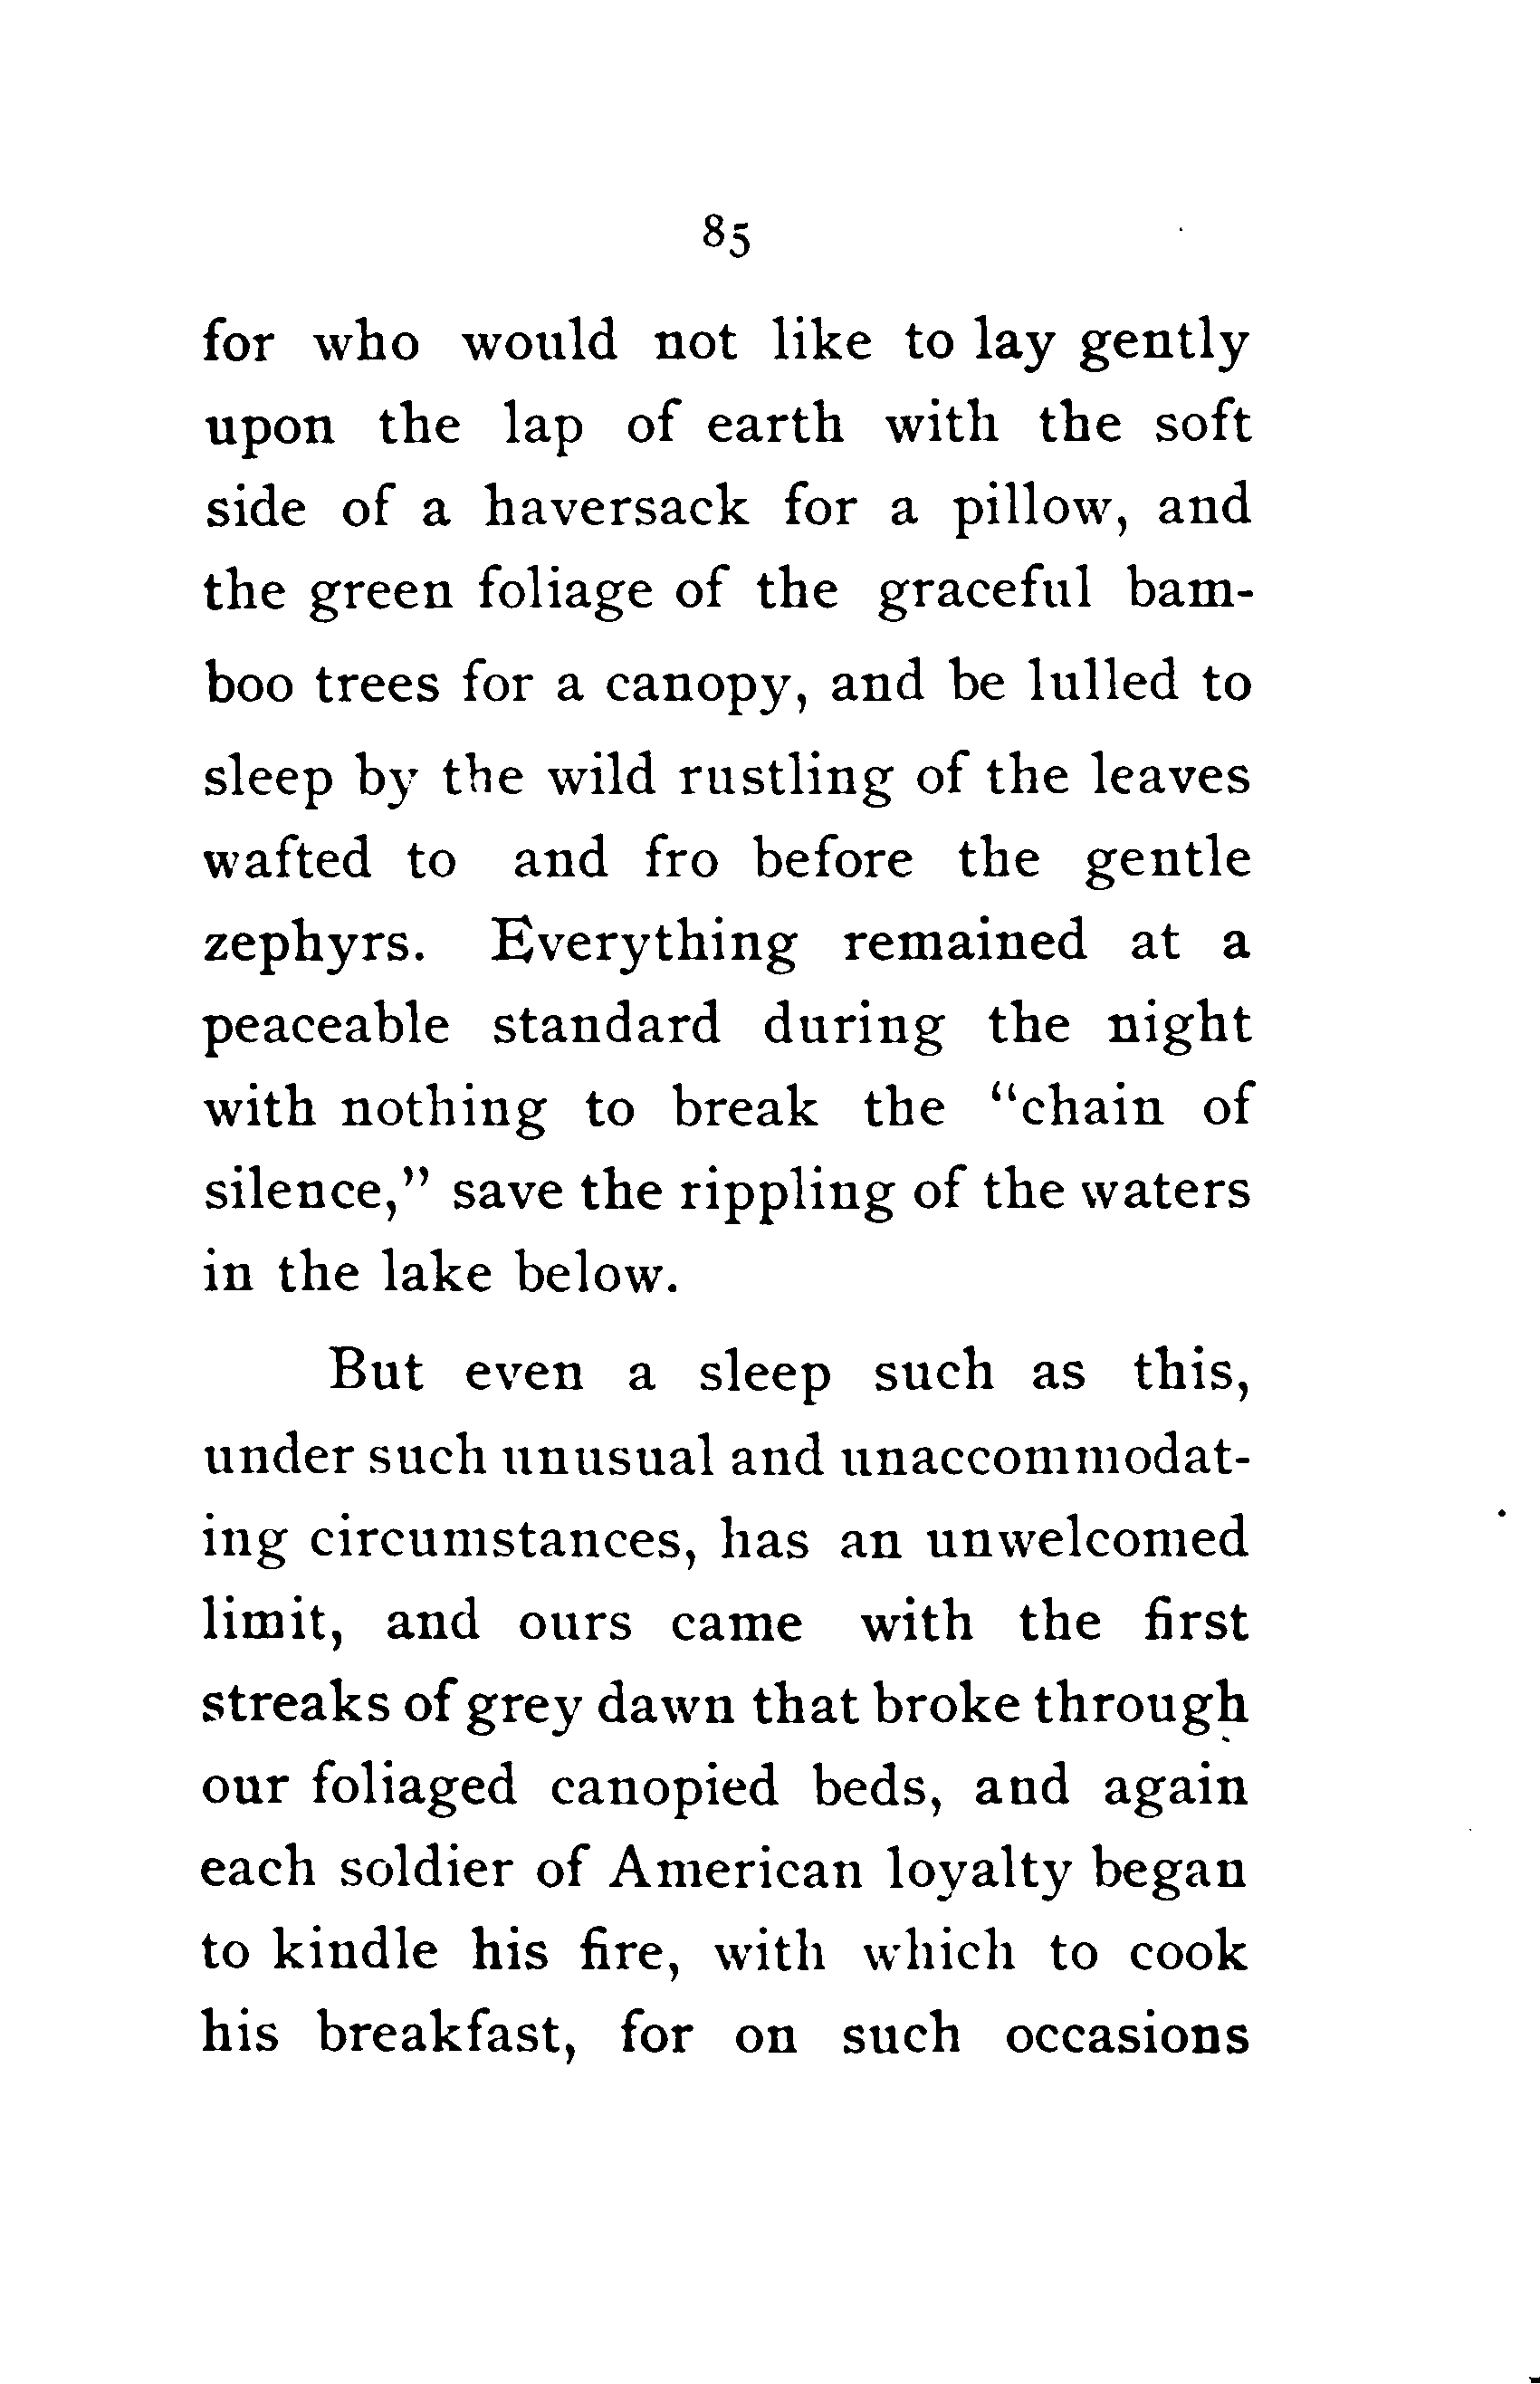 85
for who would not like to lay gently
upon the lap of earth with the soft
side of a haversack for a pillow, and
the green foliage of the graceful bam-
boo trees for a canopy, and be lulled to
sleep by the wild rustling of the leaves
wafted to and fro before the gentle
zephyrs. Everything remained at a
peaceable standard during the night
with nothing to break the “chain of
silence,” save the rippling of the waters
in the lake below.
But even a sleep such as this,
under such unusual and unaccommodat-
ing circumstances, has an unwelcomed
limit, and ours came with the first
streaks of grey dawn that broke through
our foliaged canopied beds, and again
each soldier of American loyalty began
to kindle his fire, with which to cook
his breakfast, for on such occasions